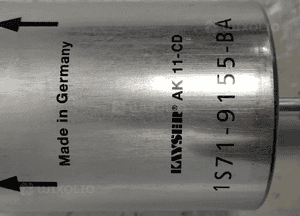 Made in Germany
KAYSER® AK 11-CD
1S71-9155-BA